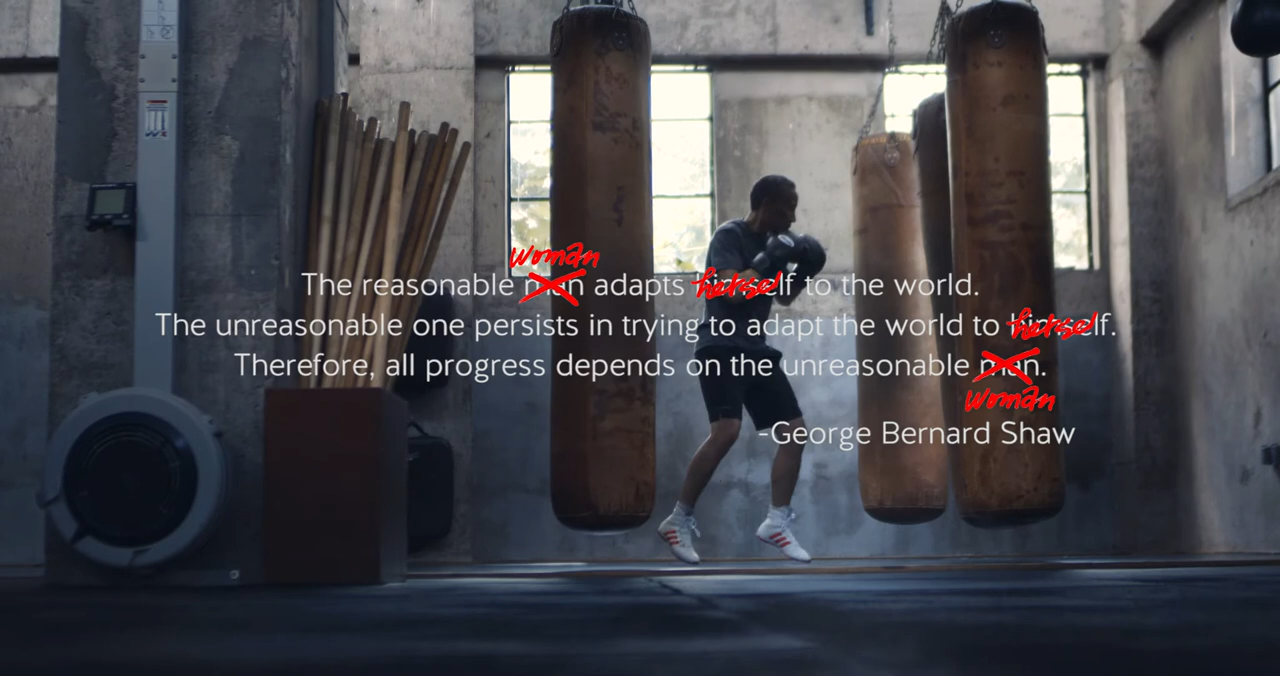 woman
The reasonable man adapts herself to the world.
The unreasonable one persists in trying to adapt the world to herself.
Therefore, all progress depends on the unreasonable man.
woman
-George Bernard Shaw